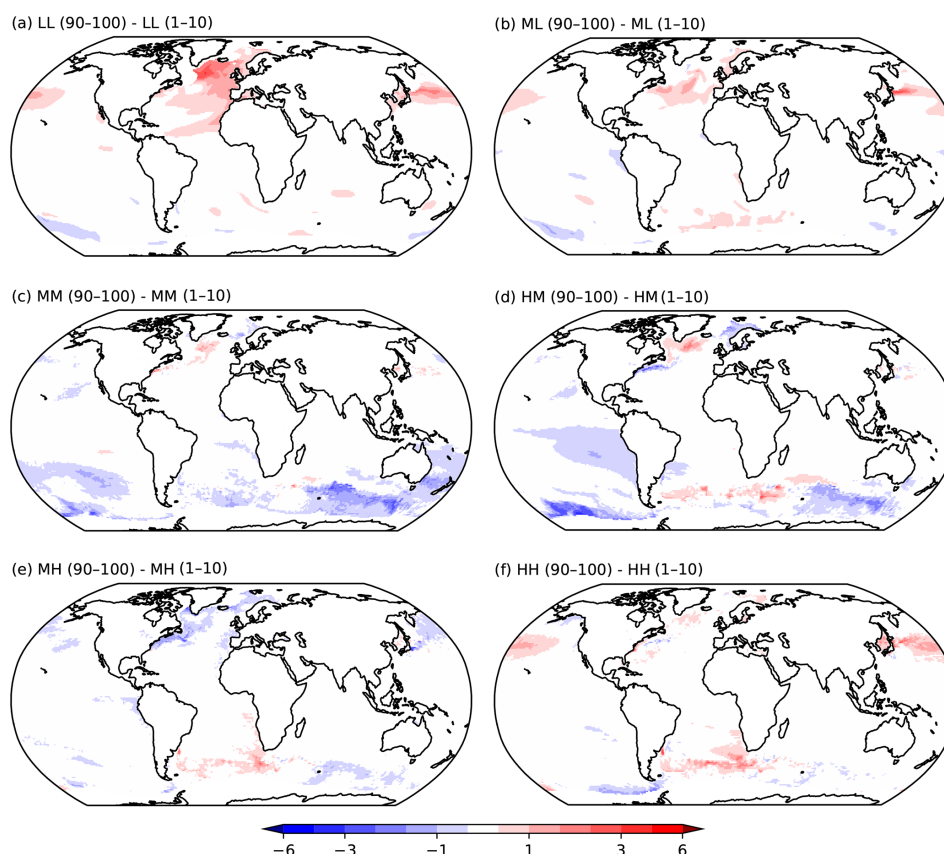 (a) LL (90–100) - LL (1–10)
(b) ML (90–100) - ML (1–10)
(c) MM (90–100) - MM (1–10)
(d) HM (90–100) - HM (1–10)
(e) MH (90–100) - MH (1–10)
(f) HH (90–100) - HH (1–10)
−6 −3 −1 1 3 6